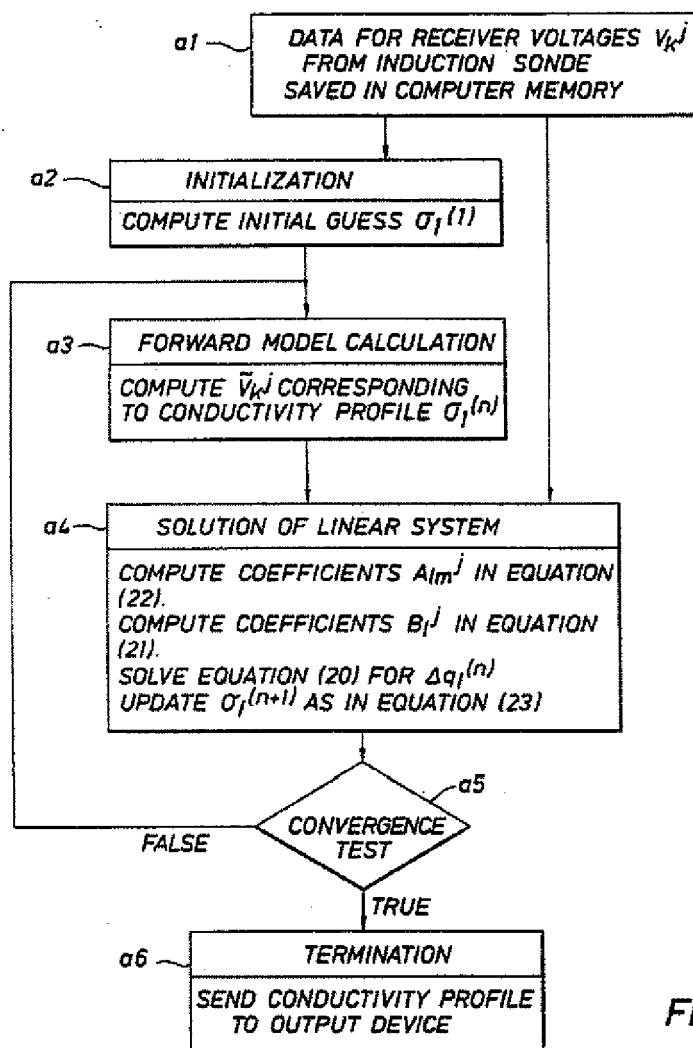 a1
DATA FOR RECEIVER VOLTAGES V_k^j
FROM INDUCTION SONDE
SAVED IN COMPUTER MEMORY
a2
INITIALIZATION
COMPUTE INITIAL GUESS σ_l^(1)
a3
FORWARD MODEL CALCULATION
COMPUTE Ṽ_k^j CORRESPONDING
TO CONDUCTIVITY PROFILE σ_l^(n)
a4
SOLUTION OF LINEAR SYSTEM
COMPUTE COEFFICIENTS A_lm^j IN EQUATION
(22).
COMPUTE COEFFICIENTS B_l^j IN EQUATION
(21).
SOLVE EQUATION (20) FOR Δq_l^(n)
UPDATE σ_l^(n+1) AS IN EQUATION (23)
a5
CONVERGENCE
TEST
FALSE
TRUE
a6
TERMINATION
SEND CONDUCTIVITY PROFILE
TO OUTPUT DEVICE